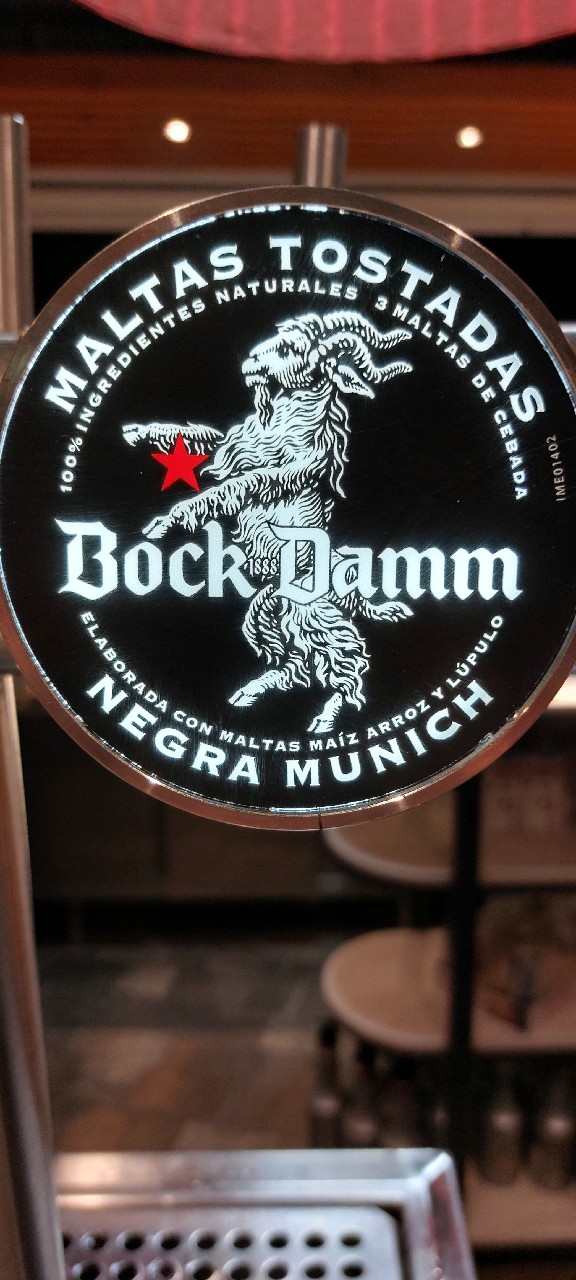 MALTAS TOSTADAS
100% INGREDIENTES NATURALES 3 MALTAS DE CEBADA
IME01402
Bock 1888 Damm
ELABORADA CON MALTAS MAÍZ ARROZ Y LÚPULO
NEGRA MUNICH